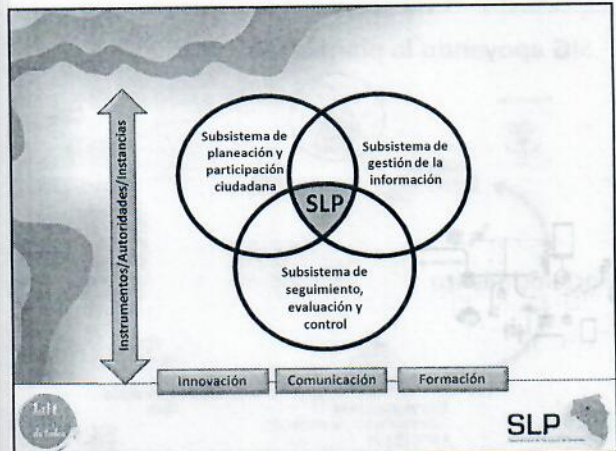 Instrumentos/Autoridades/Instancias
Subsistema de
planeación y
participación
ciudadana
Subsistema de
gestión de la
información
SLP
Subsistema de
seguimiento,
evaluación y
control
Innovación
Comunicación
Formación
SLP